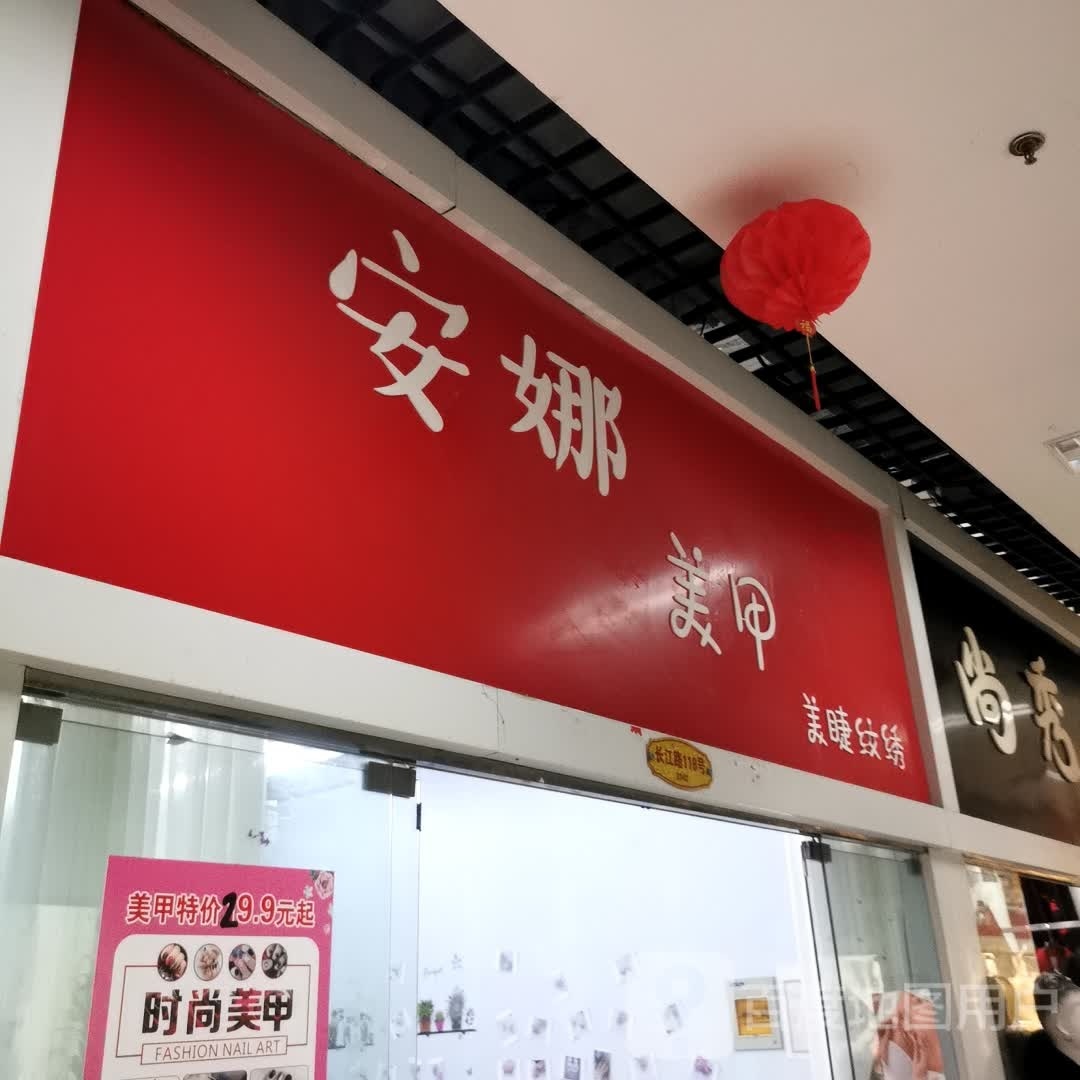 安娜
美甲
美睫纹绣
尚秀
长江路118号
美甲特价29.9元起
时尚美甲
FASHION NAIL ART
百度地图用户